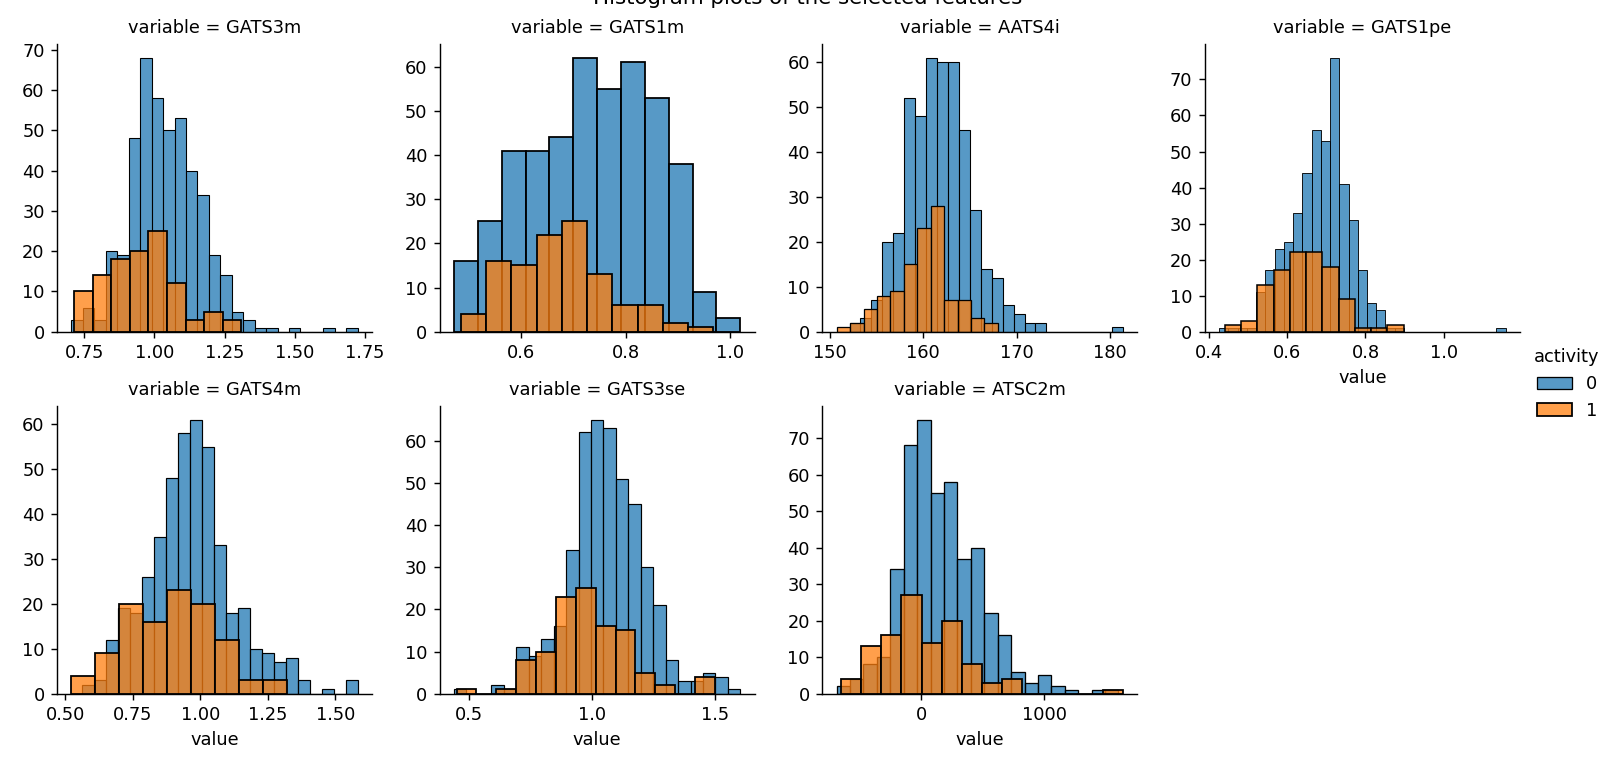 Histogram plots of the selected features
variable = GATS3m
variable = GATS1m
variable = AATS4i
variable = GATS1pe
70
60
50
40
30
20
10
0
0.75 1.00 1.25 1.50 1.75
60
50
40
30
20
10
0
0.6 0.8 1.0
60
50
40
30
20
10
0
150 160 170 180
70
60
50
40
30
20
10
0
0.4 0.6 0.8 1.0
value
activity
0
1
variable = GATS4m
variable = GATS3se
variable = ATSC2m
60
50
40
30
20
10
0
0.50 0.75 1.00 1.25 1.50
value
60
50
40
30
20
10
0
0.5 1.0 1.5
value
70
60
50
40
30
20
10
0
0 1000
value